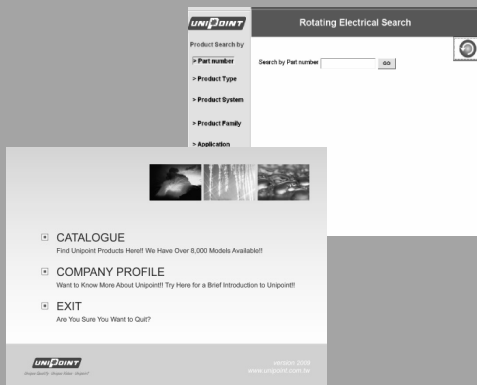 UNIPOINT
Rotating Electrical Search
Product Search by
> Part number
Search by Part number
GO
> Product Type
> Product System
> Product Family
> Application
CATALOGUE
Find Unipoint Products Here!! We Have Over 8,000 Models Available!!
COMPANY PROFILE
Want to Know More About Unipoint!! Try Here for a Brief Introduction to Unipoint!!
EXIT
Are You Sure You Want to Quit?
UNIPOINT
version 2009
www.unipoint.com.tw